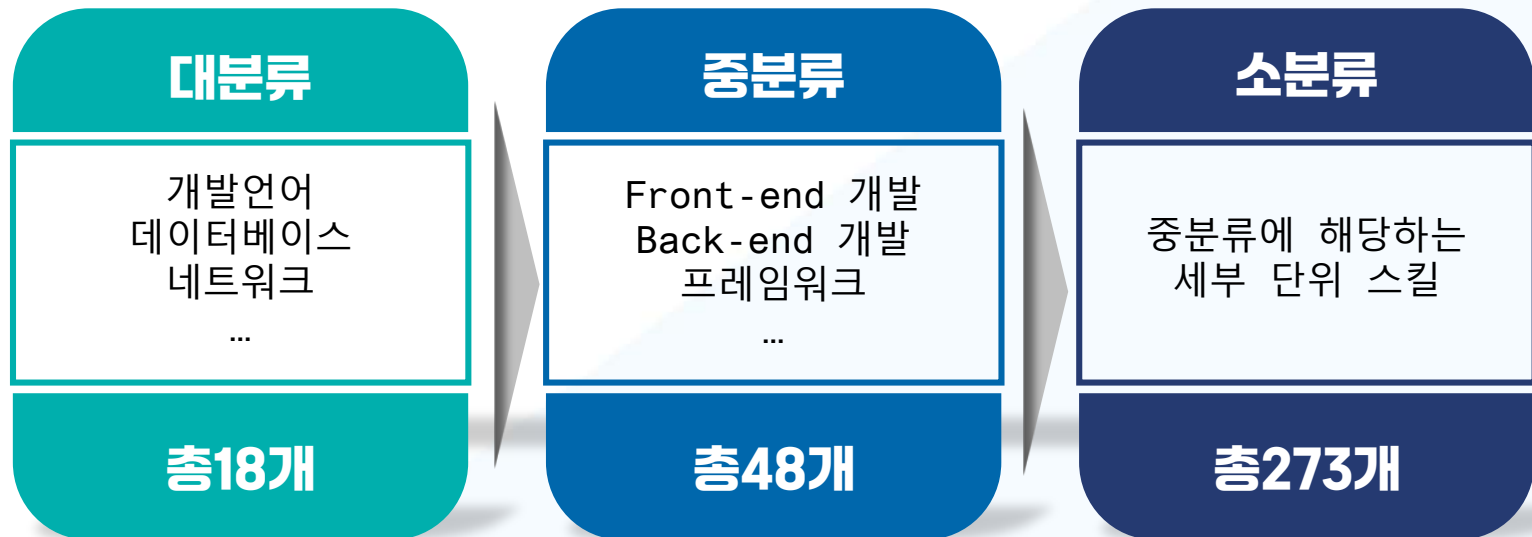 대분류
개발언어
데이터베이스
네트워크
…
총18개
중분류
Front-end 개발
Back-end 개발
프레임워크
…
총48개
소분류
중분류에 해당하는
세부 단위 스킬
총273개